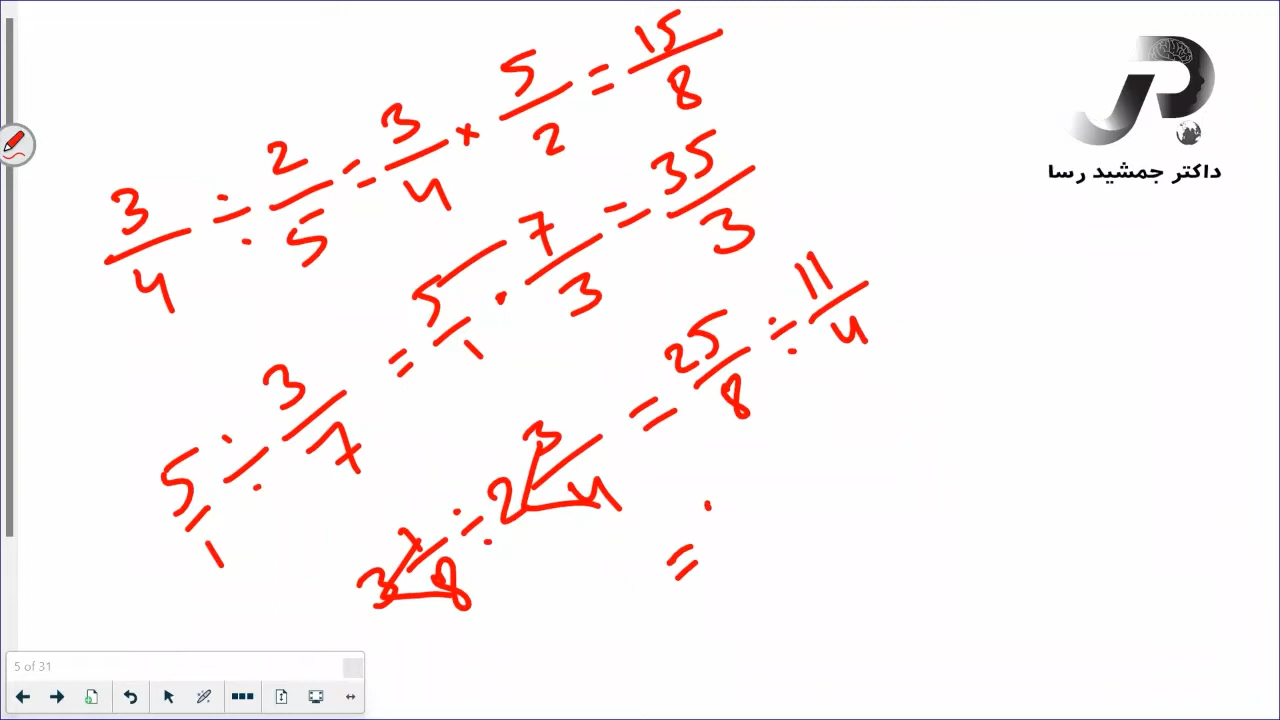 3/4 ÷ 2/5 = 3/4 × 5/2 = 15/8
5/1 ÷ 3/7 = 5/1 · 7/3 = 35/3
3 1/8 ÷ 2 3/4 = 25/8 ÷ 11/4
=
داکتر جمشید رسا
5 of 31